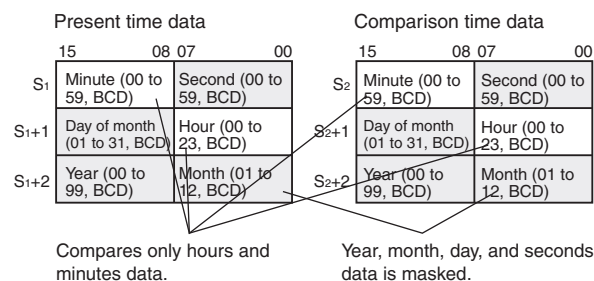 Present time data
Comparison time data
15 08 07 00
15 08 07 00
S1
Minute (00 to
59, BCD)
Second (00 to
59, BCD)
S1+1
Day of month
(01 to 31, BCD)
Hour (00 to
23, BCD)
S1+2
Year (00 to
99, BCD)
Month (01 to
12, BCD)
S2
Minute (00 to
59, BCD)
Second (00 to
59, BCD)
S2+1
Day of month
(01 to 31, BCD)
Hour (00 to
23, BCD)
S2+2
Year (00 to
99, BCD)
Month (01 to
12, BCD)
Compares only hours and
minutes data.
Year, month, day, and seconds
data is masked.